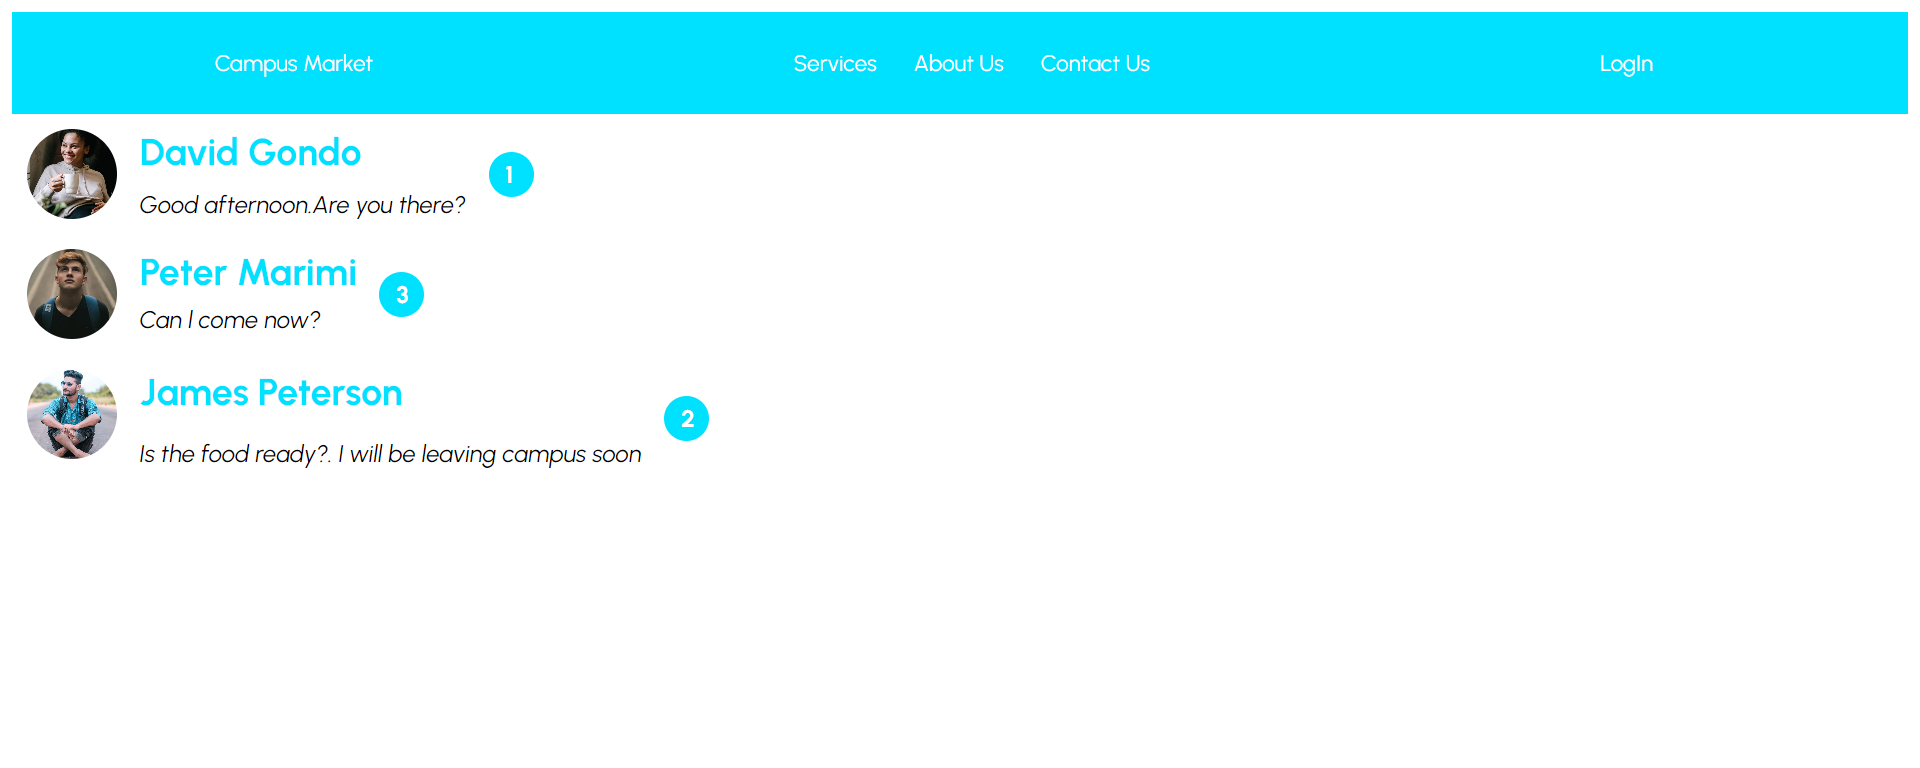 Campus Market Services About Us Contact Us LogIn
David Gondo
1
Good afternoon.Are you there?
Peter Marimi
3
Can I come now?
James Peterson
2
Is the food ready?. I will be leaving campus soon